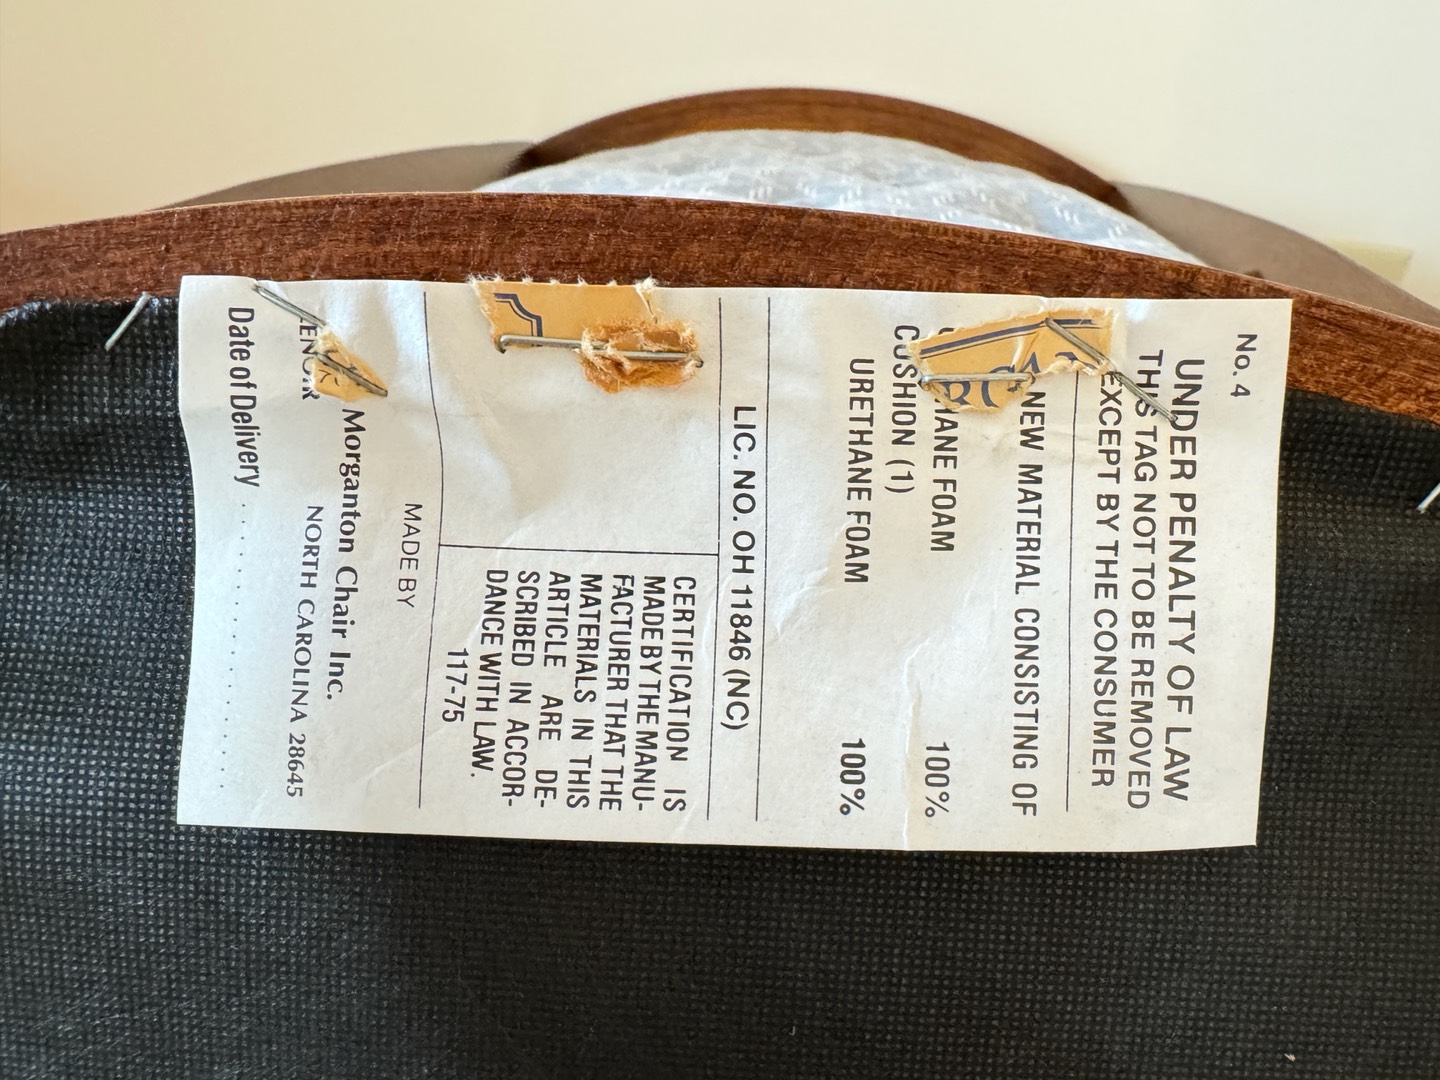 No. 4
UNDER PENALTY OF LAW
THIS TAG NOT TO BE REMOVED
EXCEPT BY THE CONSUMER
NEW MATERIAL CONSISTING OF
HANE FOAM 100%
CUSHION (1)
URETHANE FOAM 100%
LIC. NO. OH 11846 (NC)
CERTIFICATION IS
MADE BY THE MANU-
FACTURER THAT THE
MATERIALS IN THIS
ARTICLE ARE DE-
SCRIBED IN ACCOR-
DANCE WITH LAW.
117-75
MADE BY
Morganton Chair Inc.
NORTH CAROLINA 28645
Date of Delivery . . . . . . . . . . . . . . . . . .